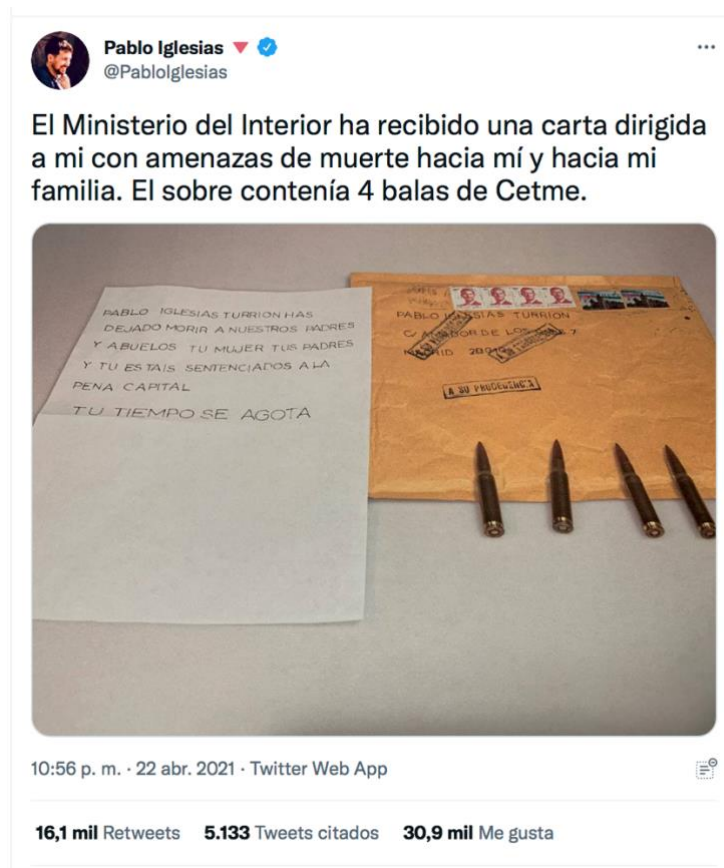 Pablo Iglesias
@PabloIglesias
El Ministerio del Interior ha recibido una carta dirigida
a mi con amenazas de muerte hacia mí y hacia mi
familia. El sobre contenía 4 balas de Cetme.
PABLO IGLESIAS TURRION HAS
DEJADO MORIR A NUESTROS PADRES
Y ABUELOS TU MUJER TUS PADRES
Y TU ESTAIS SENTENCIADOS A LA
PENA CAPITAL
TU TIEMPO SE AGOTA
PABLO IGLESIAS TURRION
C/
DE LOS
7
MADRID
A SU PROCEDENCIA
10:56 p. m. · 22 abr. 2021 · Twitter Web App
16,1 mil Retweets 5.133 Tweets citados 30,9 mil Me gusta